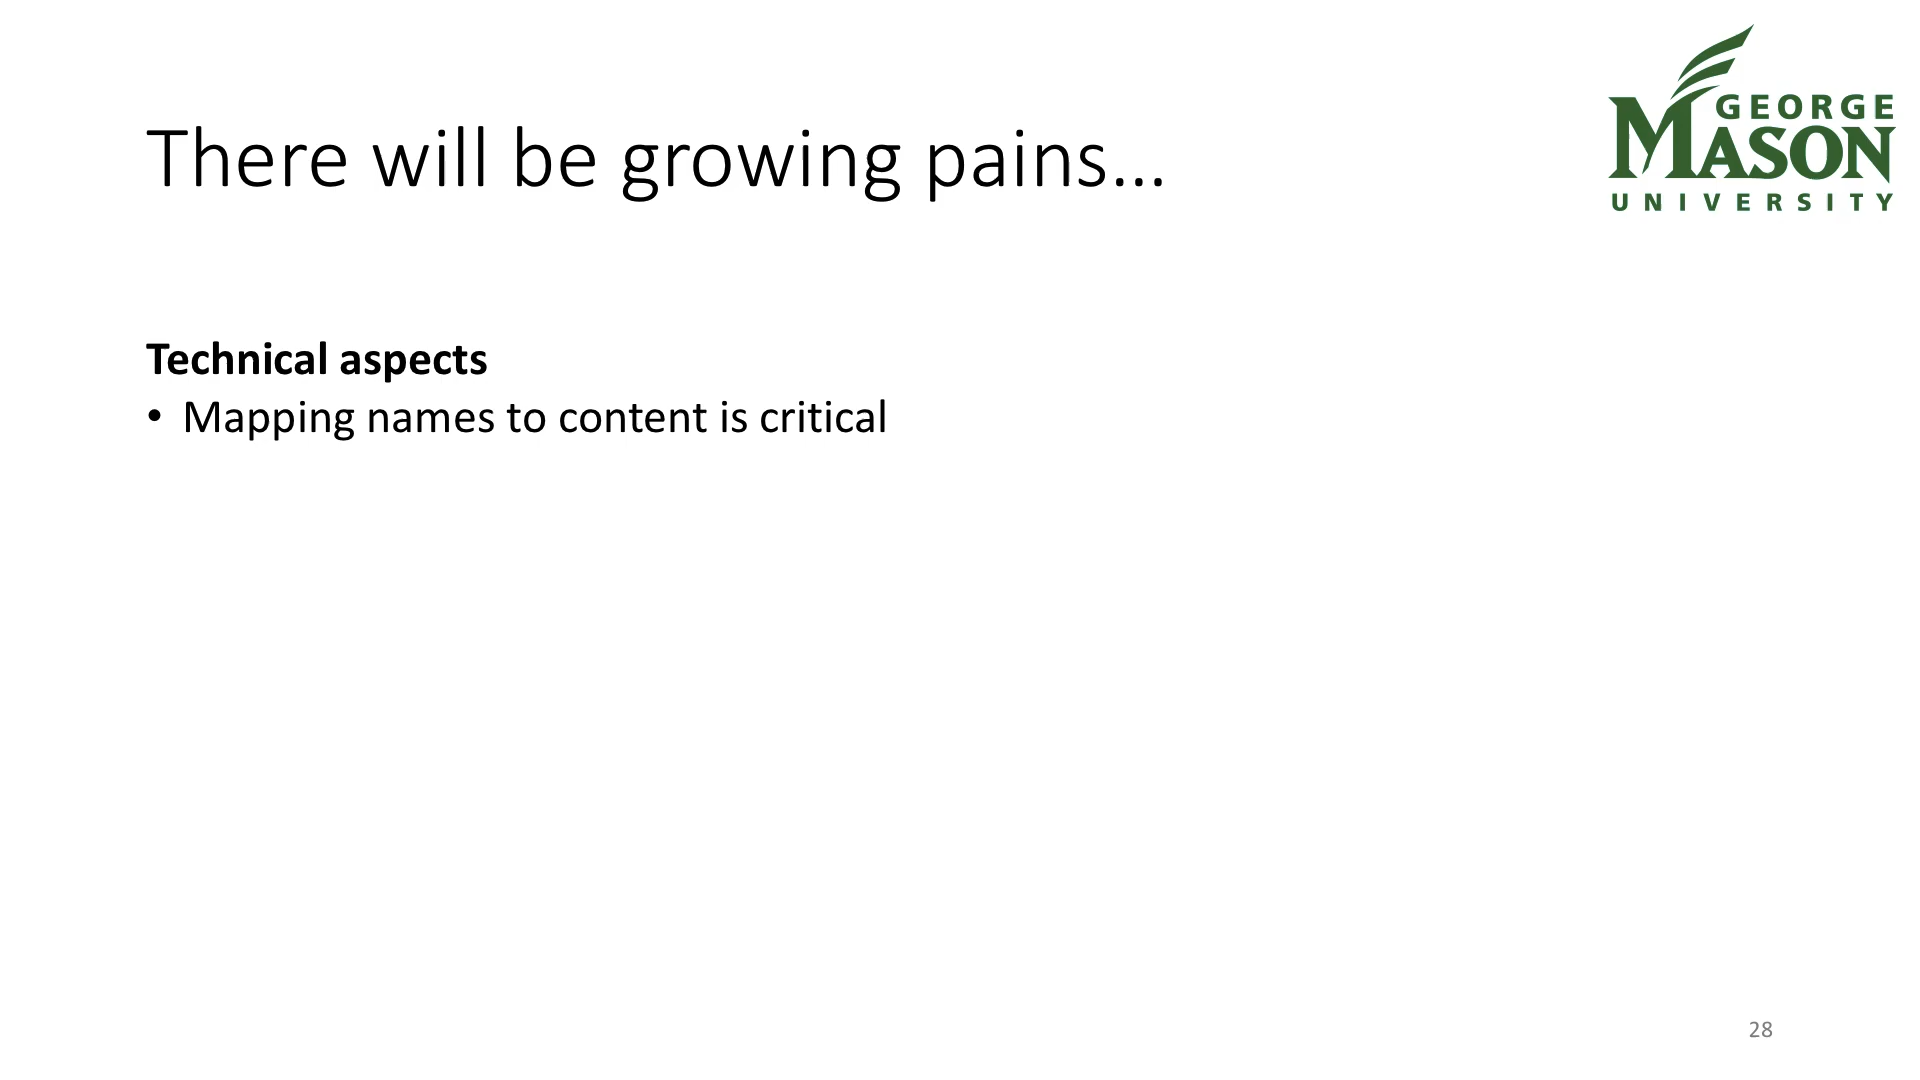 GEORGE
MASON
UNIVERSITY
There will be growing pains…
Technical aspects
• Mapping names to content is critical
28